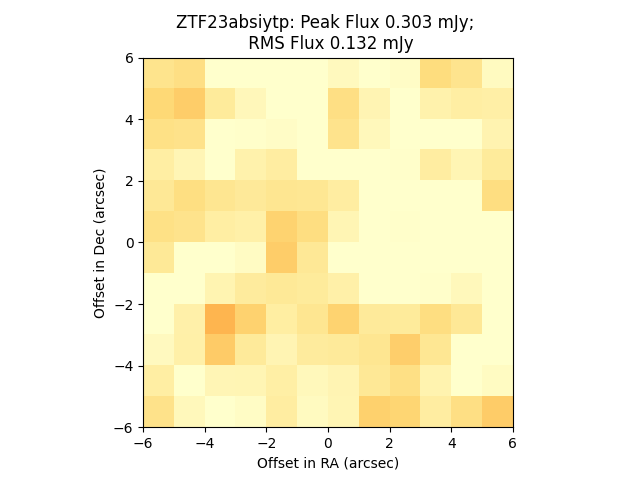 ZTF23absiytp: Peak Flux 0.303 mJy;
RMS Flux 0.132 mJy
6
4
2
0
−2
−4
−6
Offset in Dec (arcsec)
−6 −4 −2 0 2 4 6
Offset in RA (arcsec)